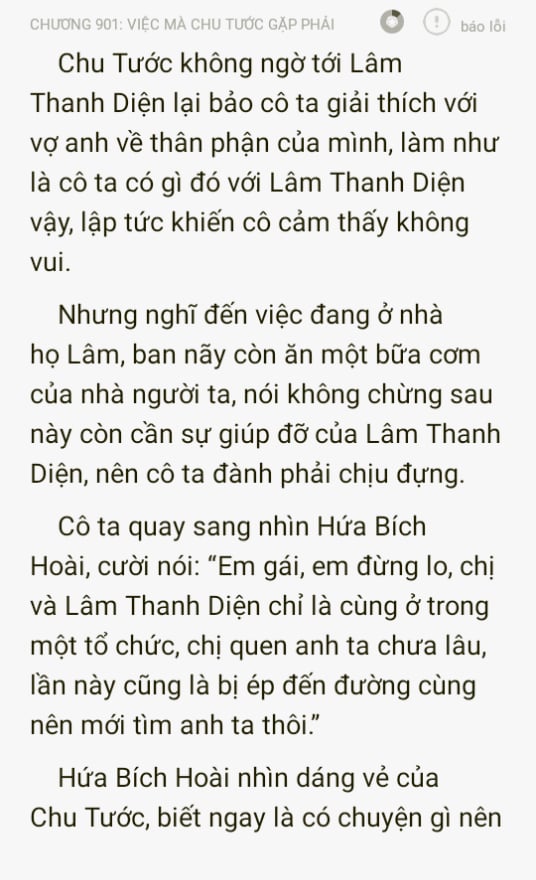 CHƯƠNG 901: VIỆC MÀ CHU TƯỚC GẶP PHẢI
báo lỗi
Chu Tước không ngờ tới Lâm
Thanh Diện lại bảo cô ta giải thích với
vợ anh về thân phận của mình, làm như
là cô ta có gì đó với Lâm Thanh Diện
vậy, lập tức khiến cô cảm thấy không
vui.
Nhưng nghĩ đến việc đang ở nhà
họ Lâm, ban nãy còn ăn một bữa cơm
của nhà người ta, nói không chừng sau
này còn cần sự giúp đỡ của Lâm Thanh
Diện, nên cô ta đành phải chịu đựng.
Cô ta quay sang nhìn Hứa Bích
Hoài, cười nói: “Em gái, em đừng lo, chị
và Lâm Thanh Diện chỉ là cùng ở trong
một tổ chức, chị quen anh ta chưa lâu,
lần này cũng là bị ép đến đường cùng
nên mới tìm anh ta thôi.”
Hứa Bích Hoài nhìn dáng vẻ của
Chu Tước, biết ngay là có chuyện gì nên